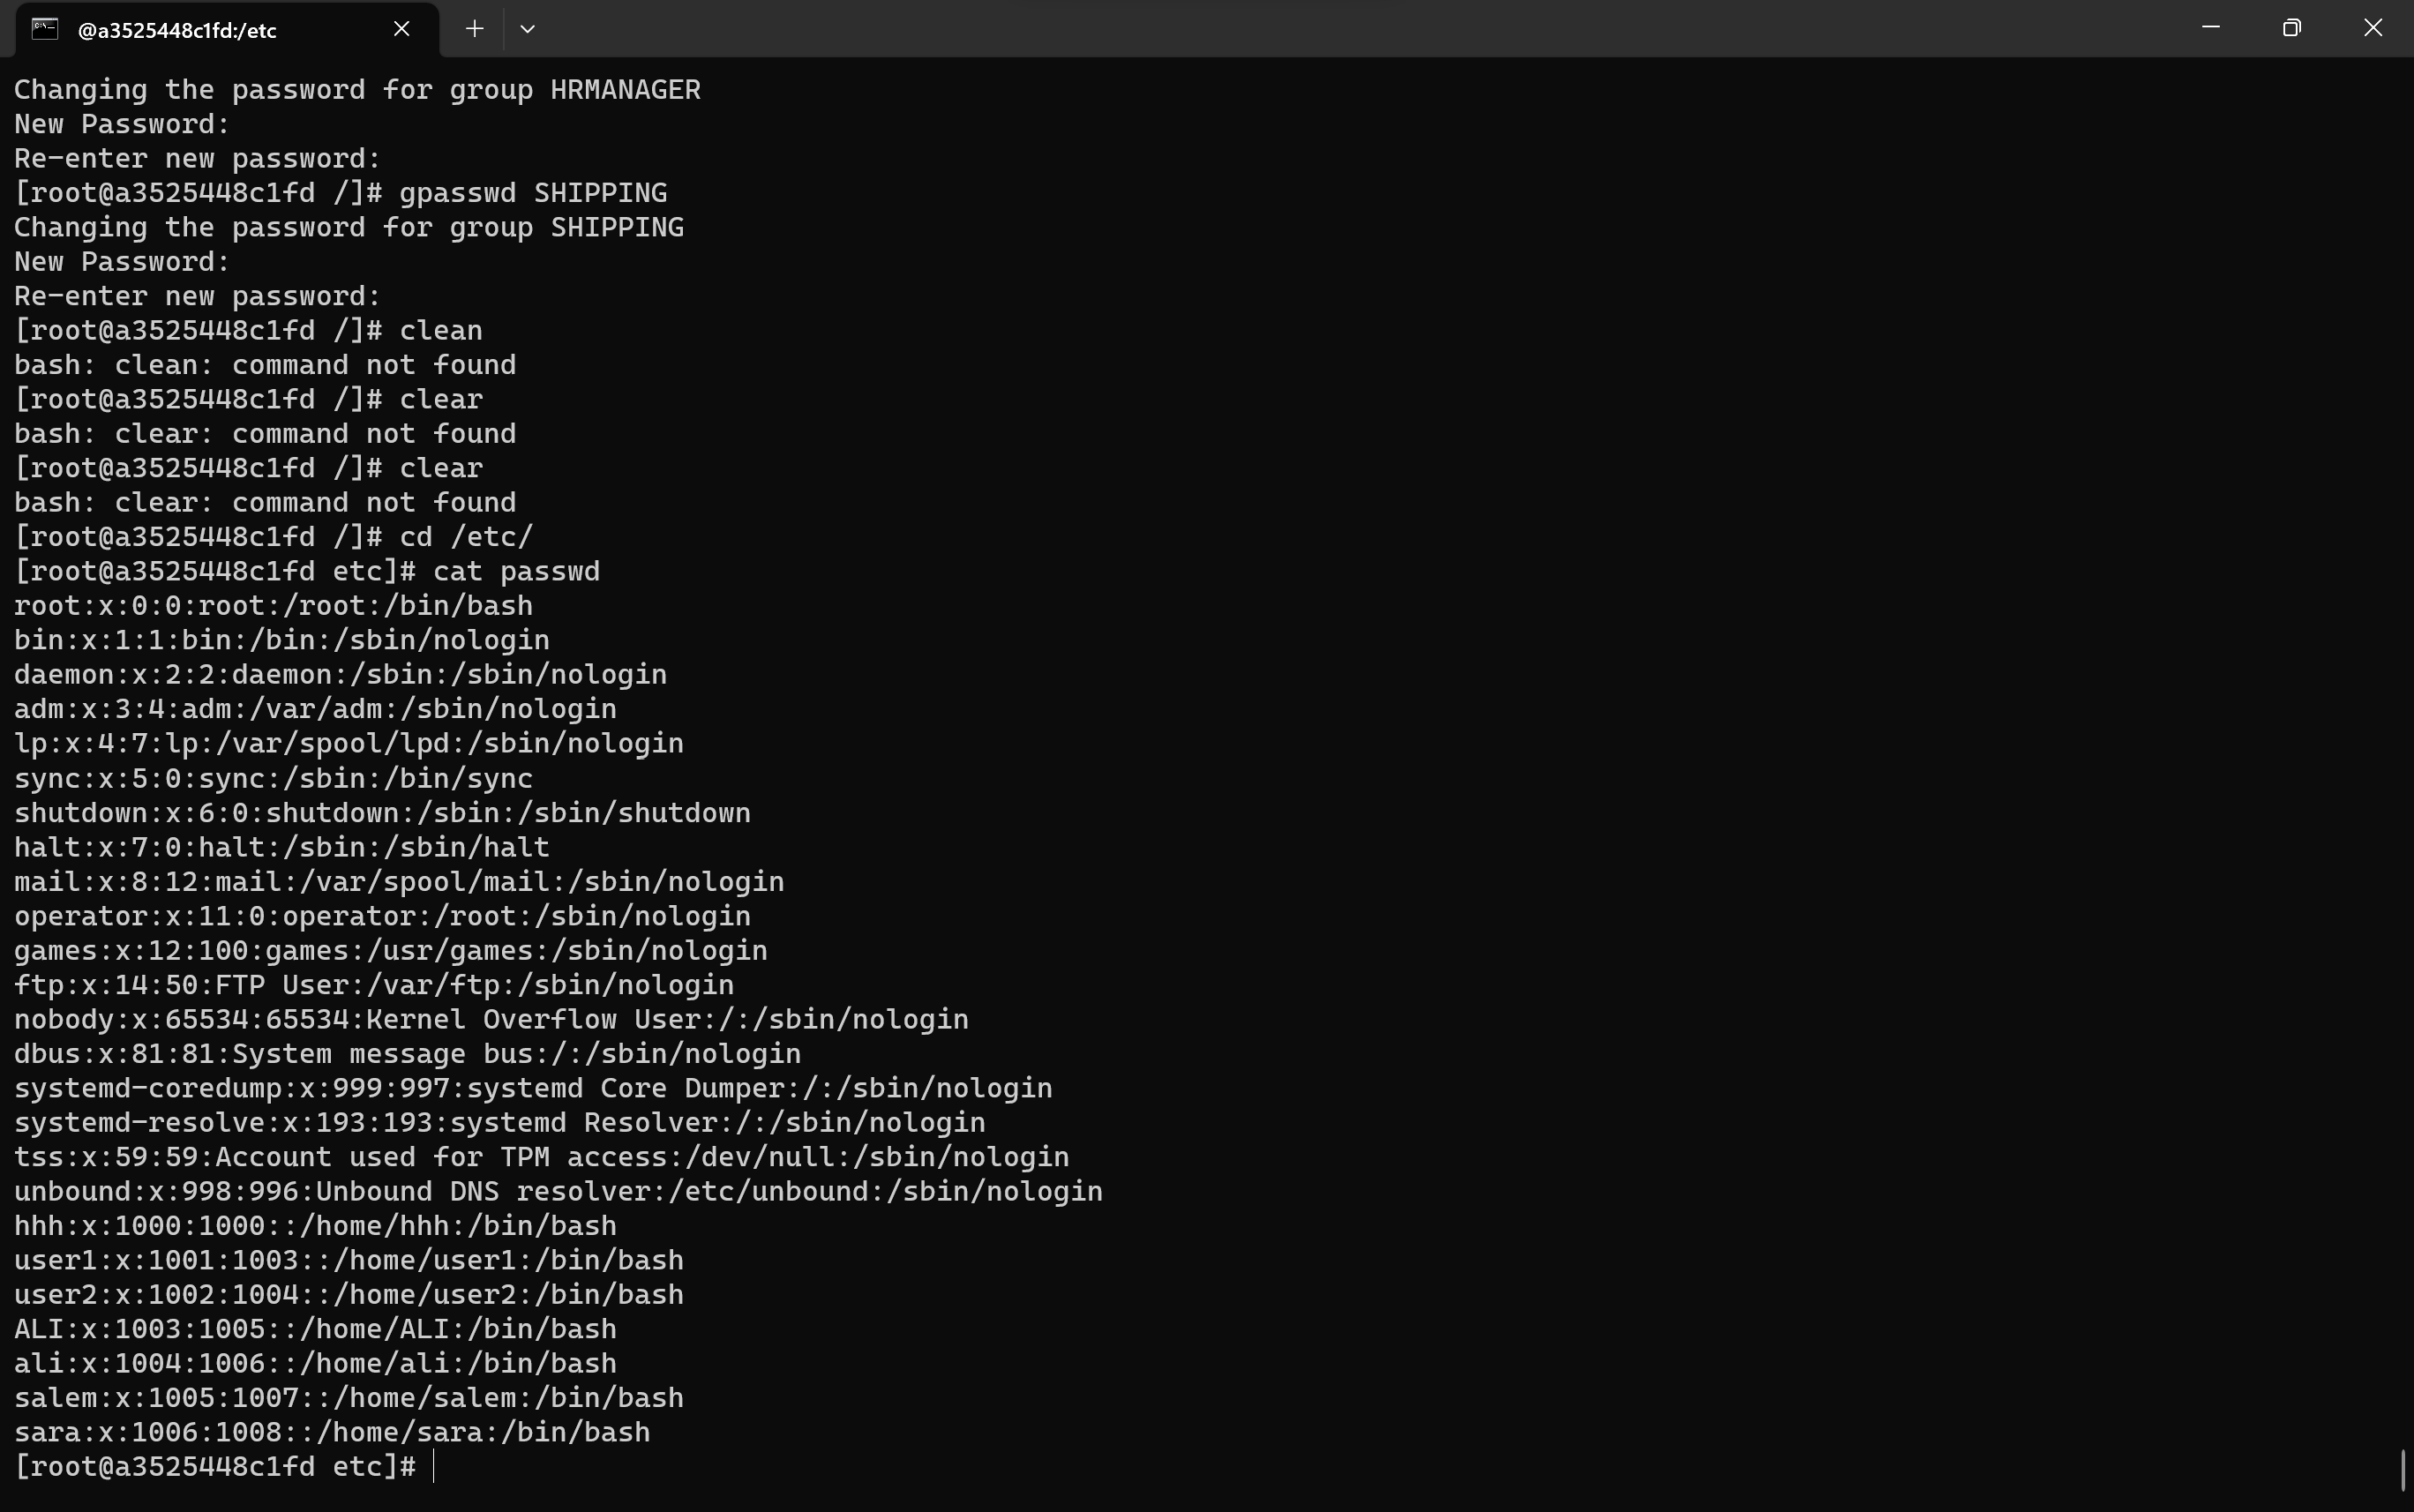 @a3525448c1fd:/etc
Changing the password for group HRMANAGER
New Password:
Re-enter new password:
[root@a3525448c1fd /]# gpasswd SHIPPING
Changing the password for group SHIPPING
New Password:
Re-enter new password:
[root@a3525448c1fd /]# clean
bash: clean: command not found
[root@a3525448c1fd /]# clear
bash: clear: command not found
[root@a3525448c1fd /]# clear
bash: clear: command not found
[root@a3525448c1fd /]# cd /etc/
[root@a3525448c1fd etc]# cat passwd
root:x:0:0:root:/root:/bin/bash
bin:x:1:1:bin:/bin:/sbin/nologin
daemon:x:2:2:daemon:/sbin:/sbin/nologin
adm:x:3:4:adm:/var/adm:/sbin/nologin
lp:x:4:7:lp:/var/spool/lpd:/sbin/nologin
sync:x:5:0:sync:/sbin:/bin/sync
shutdown:x:6:0:shutdown:/sbin:/sbin/shutdown
halt:x:7:0:halt:/sbin:/sbin/halt
mail:x:8:12:mail:/var/spool/mail:/sbin/nologin
operator:x:11:0:operator:/root:/sbin/nologin
games:x:12:100:games:/usr/games:/sbin/nologin
ftp:x:14:50:FTP User:/var/ftp:/sbin/nologin
nobody:x:65534:65534:Kernel Overflow User:/:/sbin/nologin
dbus:x:81:81:System message bus:/:/sbin/nologin
systemd-coredump:x:999:997:systemd Core Dumper:/:/sbin/nologin
systemd-resolve:x:193:193:systemd Resolver:/:/sbin/nologin
tss:x:59:59:Account used for TPM access:/dev/null:/sbin/nologin
unbound:x:998:996:Unbound DNS resolver:/etc/unbound:/sbin/nologin
hhh:x:1000:1000::/home/hhh:/bin/bash
user1:x:1001:1003::/home/user1:/bin/bash
user2:x:1002:1004::/home/user2:/bin/bash
ALI:x:1003:1005::/home/ALI:/bin/bash
ali:x:1004:1006::/home/ali:/bin/bash
salem:x:1005:1007::/home/salem:/bin/bash
sara:x:1006:1008::/home/sara:/bin/bash
[root@a3525448c1fd etc]#